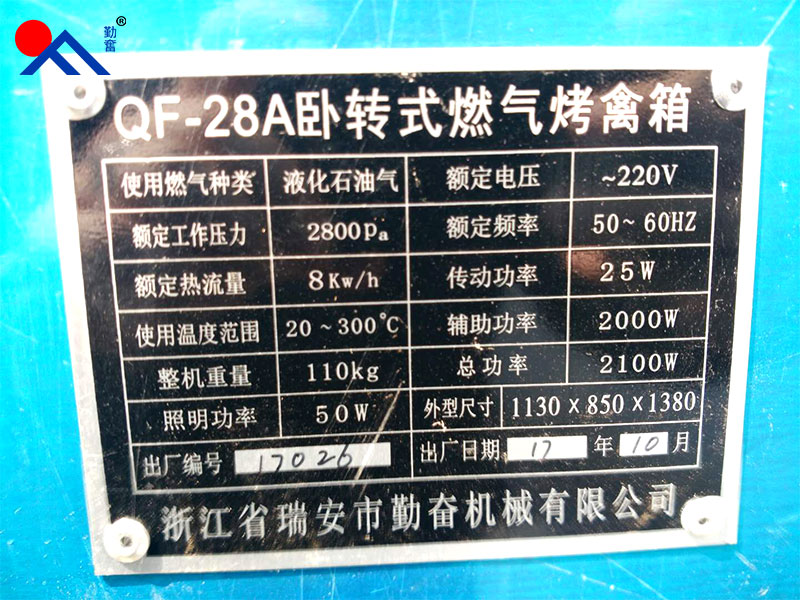 勤奮®
QF-28A卧转式燃气烤禽箱
使用燃气种类 液化石油气 额定电压 ~220V
额定工作压力 2800Pa 额定频率 50~60HZ
额定热流量 8Kw/h 传动功率 25W
使用温度范围 20~300℃ 辅助功率 2000W
整机重量 110kg 总功率 2100W
照明功率 50W 外型尺寸 1130×850×1380
出厂编号 17026 出厂日期 17 年 10 月
浙江省瑞安市勤奋机械有限公司